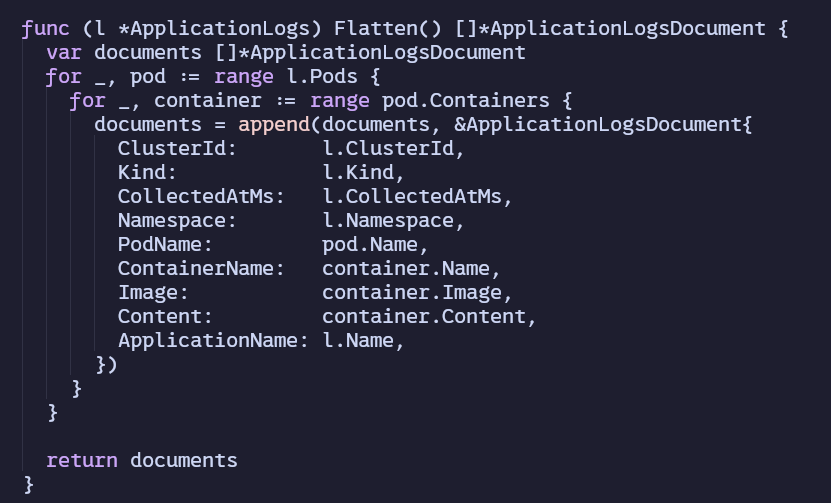 func (l *ApplicationLogs) Flatten() []*ApplicationLogsDocument {
  var documents []*ApplicationLogsDocument
  for _, pod := range l.Pods {
    for _, container := range pod.Containers {
      documents = append(documents, &ApplicationLogsDocument{
        ClusterId:       l.ClusterId,
        Kind:            l.Kind,
        CollectedAtMs:   l.CollectedAtMs,
        Namespace:       l.Namespace,
        PodName:         pod.Name,
        ContainerName:   container.Name,
        Image:           container.Image,
        Content:         container.Content,
        ApplicationName: l.Name,
      })
    }
  }

  return documents
}